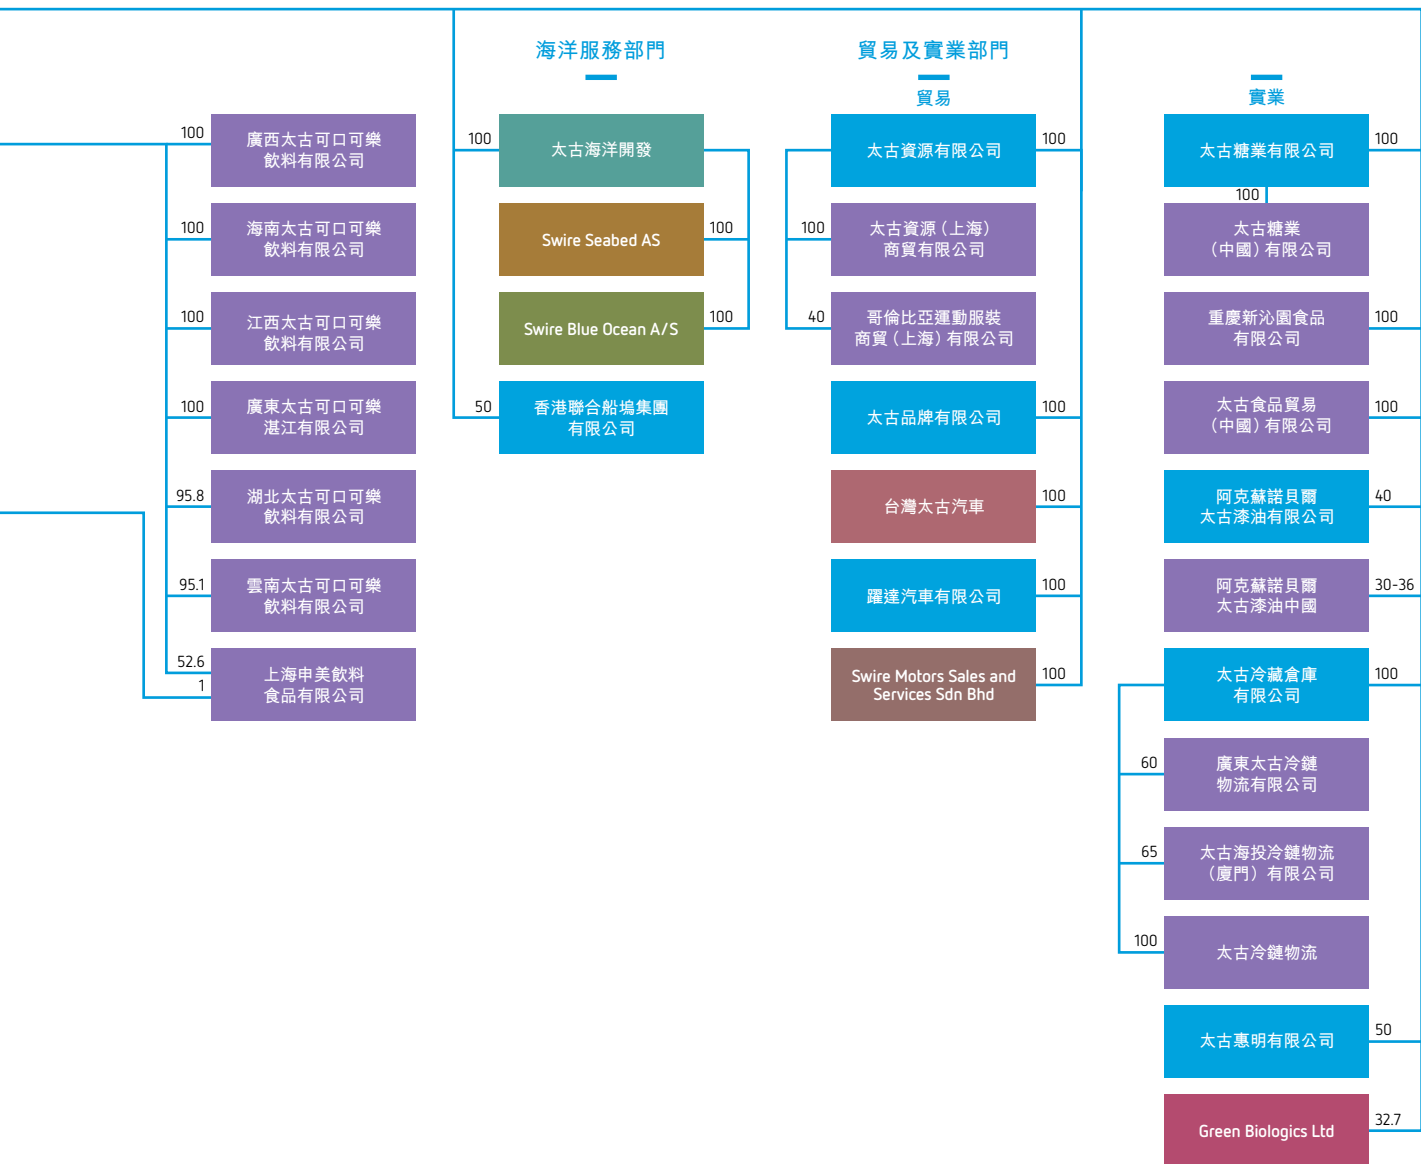 100
廣西太古可口可樂
飲料有限公司
100
海南太古可口可樂
飲料有限公司
100
江西太古可口可樂
飲料有限公司
100
廣東太古可口可樂
湛江有限公司
95.8
湖北太古可口可樂
飲料有限公司
95.1
雲南太古可口可樂
飲料有限公司
52.6
1
上海申美飲料
食品有限公司
海洋服務部門
100
太古海洋開發
Swire Seabed AS
100
Swire Blue Ocean A/S
100
50
香港聯合船塢集團
有限公司
貿易及實業部門
貿易
太古資源有限公司
100
100
太古資源（上海）
商貿有限公司
40
哥倫比亞運動服裝
商貿（上海）有限公司
太古品牌有限公司
100
台灣太古汽車
100
躍達汽車有限公司
100
Swire Motors Sales and
Services Sdn Bhd
100
實業
太古糖業有限公司
100
100
太古糖業
（中國）有限公司
重慶新沁園食品
有限公司
100
太古食品貿易
（中國）有限公司
100
阿克蘇諾貝爾
太古漆油有限公司
40
阿克蘇諾貝爾
太古漆油中國
30-36
太古冷藏倉庫
有限公司
100
60
廣東太古冷鏈
物流有限公司
65
太古海投冷鏈物流
（廈門）有限公司
100
太古冷鏈物流
太古惠明有限公司
50
Green Biologics Ltd
32.7